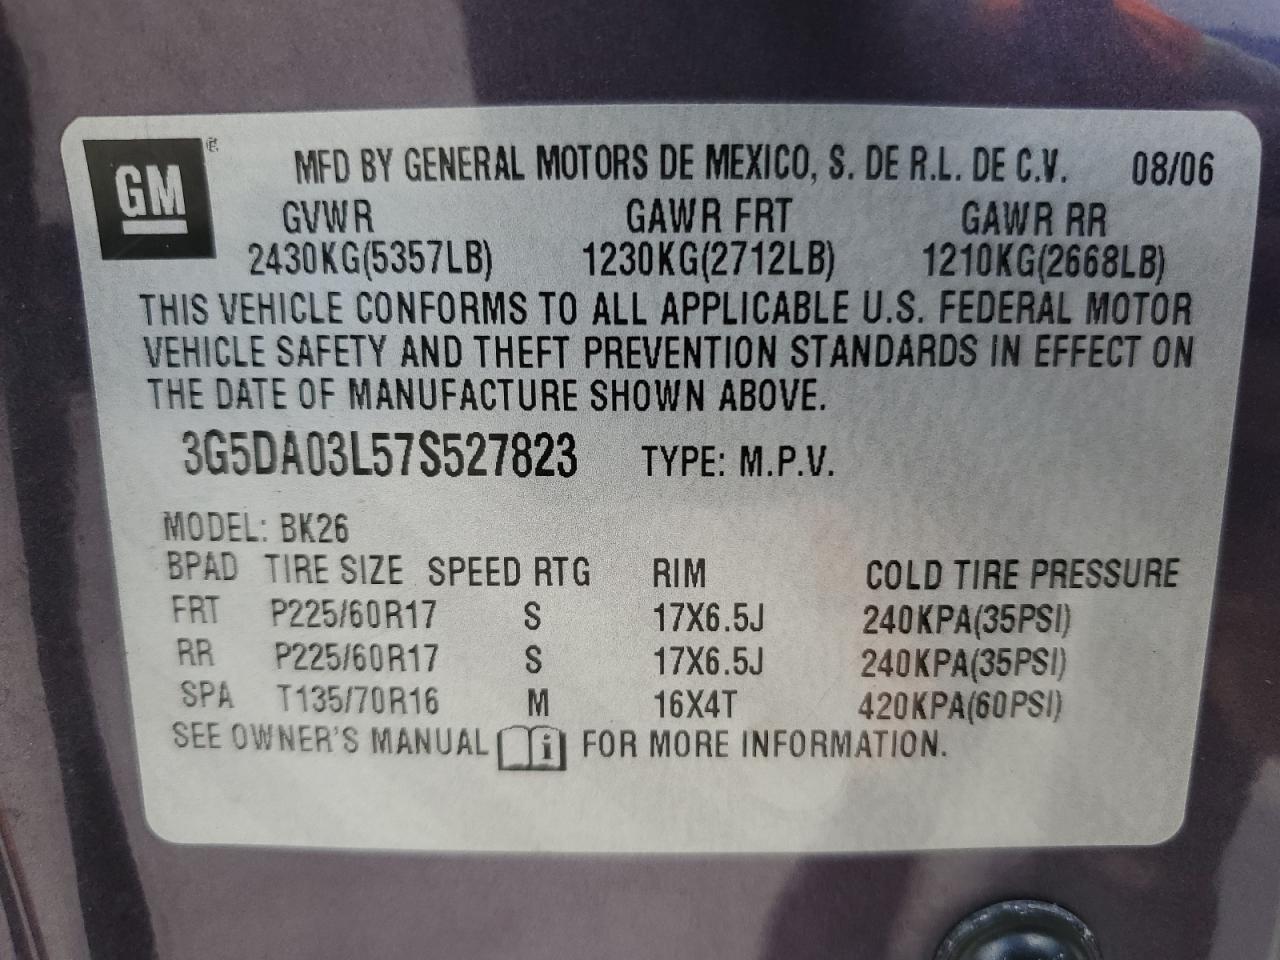 GM ®
MFD BY GENERAL MOTORS DE MEXICO, S. DE R.L. DE C.V. 08/06
GVWR GAWR FRT GAWR RR
2430KG(5357LB) 1230KG(2712LB) 1210KG(2668LB)
THIS VEHICLE CONFORMS TO ALL APPLICABLE U.S. FEDERAL MOTOR
VEHICLE SAFETY AND THEFT PREVENTION STANDARDS IN EFFECT ON
THE DATE OF MANUFACTURE SHOWN ABOVE.
3G5DA03L57S527823 TYPE: M.P.V.
MODEL: BK26
BPAD TIRE SIZE SPEED RTG RIM COLD TIRE PRESSURE
FRT P225/60R17 S 17X6.5J 240KPA(35PSI)
RR P225/60R17 S 17X6.5J 240KPA(35PSI)
SPA T135/70R16 M 16X4T 420KPA(60PSI)
SEE OWNER'S MANUAL i FOR MORE INFORMATION.